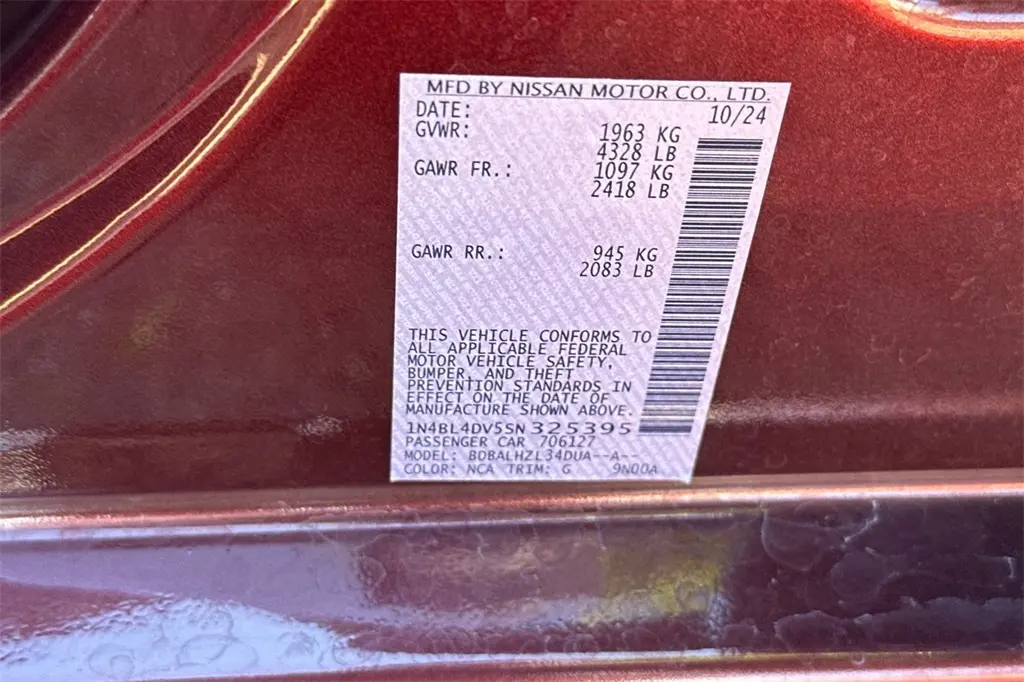 MFD BY NISSAN MOTOR CO., LTD.
DATE: 10/24
GVWR: 1963 KG
4328 LB
GAWR FR.: 1097 KG
2418 LB
GAWR RR.: 945 KG
2083 LB
THIS VEHICLE CONFORMS TO
ALL APPLICABLE FEDERAL
MOTOR VEHICLE SAFETY,
BUMPER, AND THEFT
PREVENTION STANDARDS IN
EFFECT ON THE DATE OF
MANUFACTURE SHOWN ABOVE.
1N4BL4DV5SN325395
PASSENGER CAR 706127
MODEL: BDBALHZL34DUA--A--
COLOR: NCA TRIM: G 9N00A